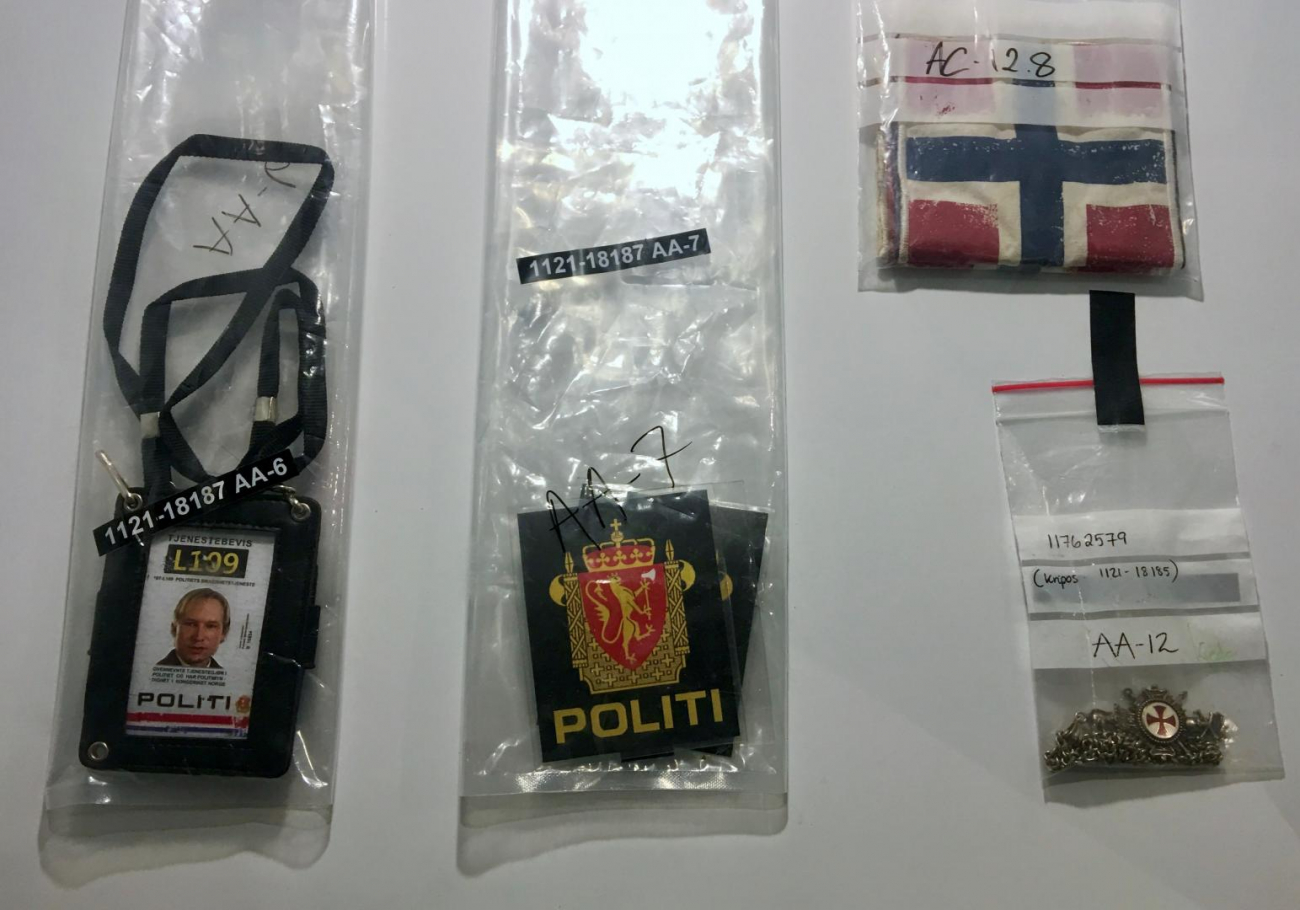 AA
1121-18187 AA-6
TJENESTEBEVIS
L109
POLITI
1121-18187 AA-7
AA-7
POLITI
AC-12.8
11762579
(Kripos 1121-18185)
AA-12